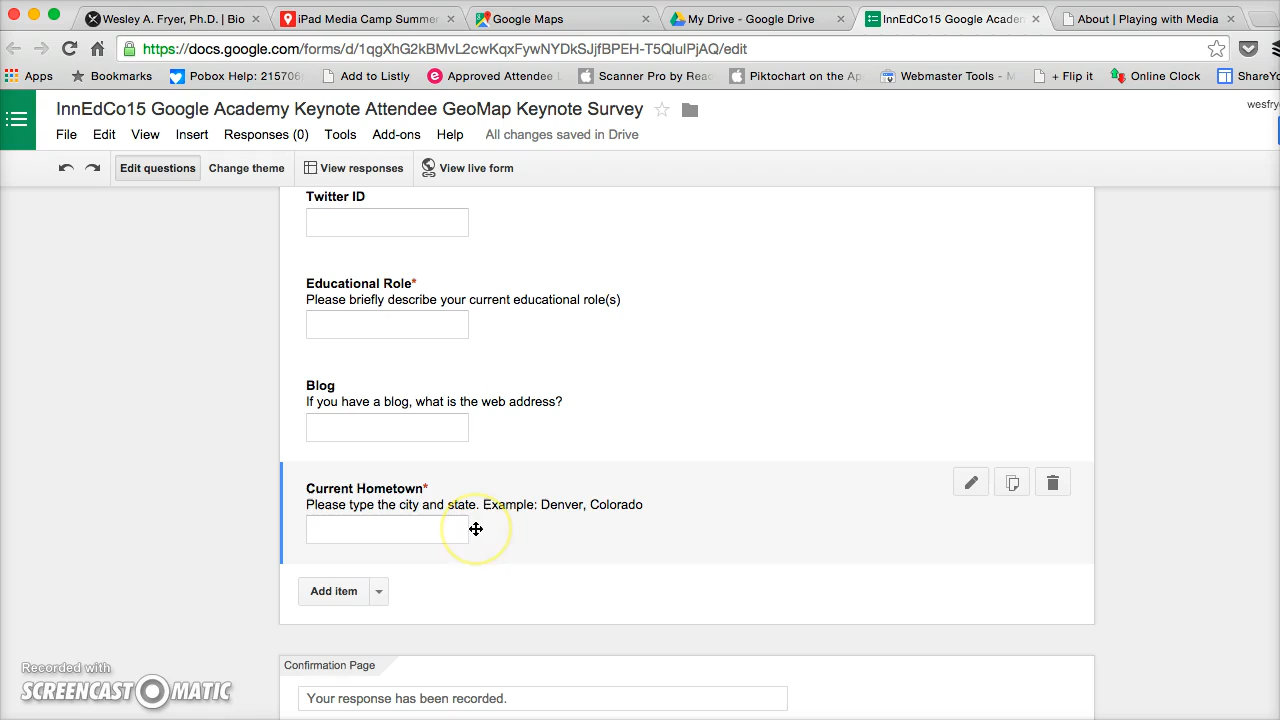 Wesley A. Fryer, Ph.D. | Bio
iPad Media Camp Summer
Google Maps
My Drive - Google Drive
InnEdCo15 Google Academy
About | Playing with Media
https://docs.google.com/forms/d/1qgXhG2kBMvL2cwKqxFywNYDkSJjfBPEH-T5QluIPjAQ/edit
Apps
Bookmarks
Pobox Help: 215706
Add to Listly
Approved Attendee
Scanner Pro by Re
Piktochart on the Ap
Webmaster Tools - M
+ Flip it
Online Clock
ShareYo
InnEdCo15 Google Academy Keynote Attendee GeoMap Keynote Survey
wesfry
File Edit View Insert Responses (0) Tools Add-ons Help All changes saved in Drive
Edit questions
Change theme
View responses
View live form
Twitter ID
Educational Role*
Please briefly describe your current educational role(s)
Blog
If you have a blog, what is the web address?
Current Hometown*
Please type the city and state. Example: Denver, Colorado
Add item
Confirmation Page
Your response has been recorded.
Recorded with
SCREENCAST MATIC